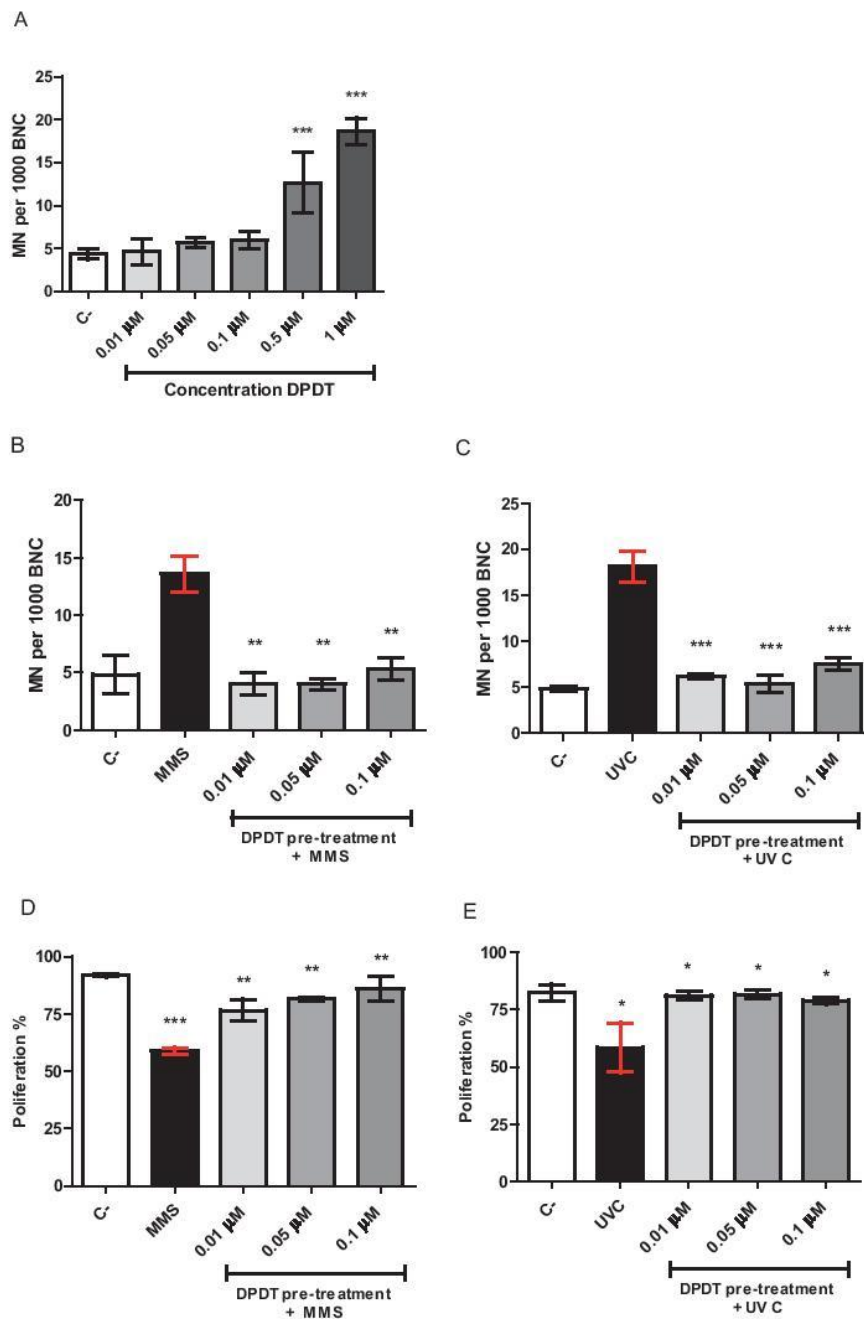 A
MN per 1000 BNC
25
20
15
10
5
0
***
***
C-
0.01 µM
0.05 µM
0.1 µM
0.5 µM
1 µM
Concentration DPDT
B
MN per 1000 BNC
20
15
10
5
0
**
**
**
C-
MMS
0.01 µM
0.05 µM
0.1 µM
DPDT pre-treatment
+ MMS
C
MN per 1000 BNC
25
20
15
10
5
0
***
***
***
C-
UVC
0.01 µM
0.05 µM
0.1 µM
DPDT pre-treatment
+ UV C
D
Poliferation %
100
75
50
25
0
***
**
**
**
C-
MMS
0.01 µM
0.05 µM
0.1 µM
DPDT pre-treatment
+ MMS
E
Poliferation %
100
75
50
25
0
*
*
*
*
C-
UVC
0.01 µM
0.05 µM
0.1 µM
DPDT pre-treatment
+ UV C